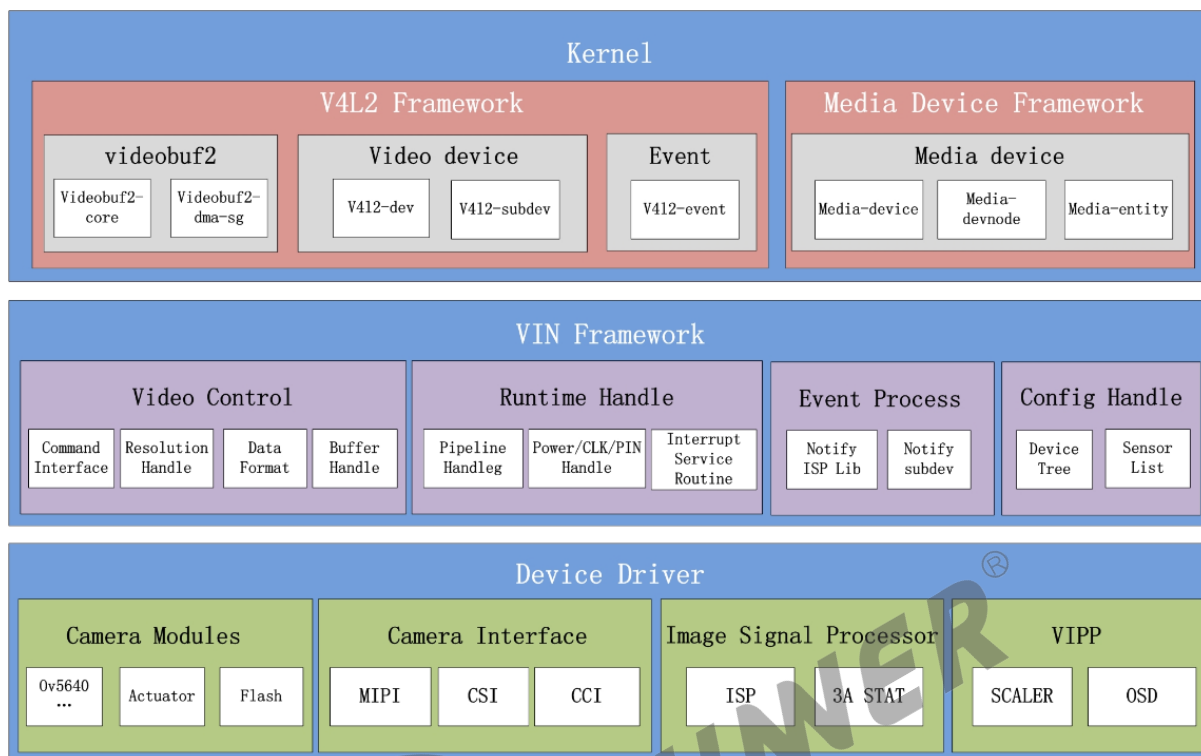 Kernel
V4L2 Framework
Media Device Framework
videobuf2
Video device
Event
Media device
Videobuf2-
core
Videobuf2-
dma-sg
V4l2-dev
V4l2-subdev
V4l2-event
Media-device
Media-
devnode
Media-entity
VIN Framework
Video Control
Runtime Handle
Event Process
Config Handle
Command
Interface
Resolution
Handle
Data
Format
Buffer
Handle
Pipeline
Handleg
Power/CLK/PIN
Handle
Interrupt
Service
Routine
Notify
ISP Lib
Notify
subdev
Device
Tree
Sensor
List
Device Driver
Camera Modules
Camera Interface
Image Signal Processor
VIPP
Ov5640
...
Actuator
Flash
MIPI
CSI
CCI
ISP
3A STAT
SCALER
OSD
®